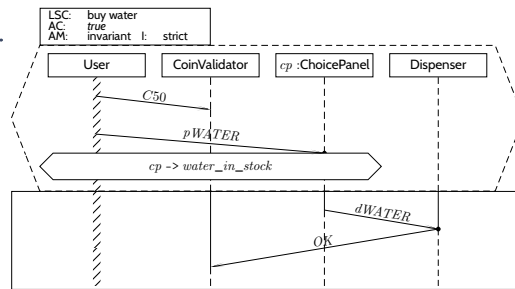 LSC: buy water
AC: true
AM: invariant I: strict
User CoinValidator cp :ChoicePanel Dispenser
C50
pWATER
cp -> water_in_stock
dWATER
OK